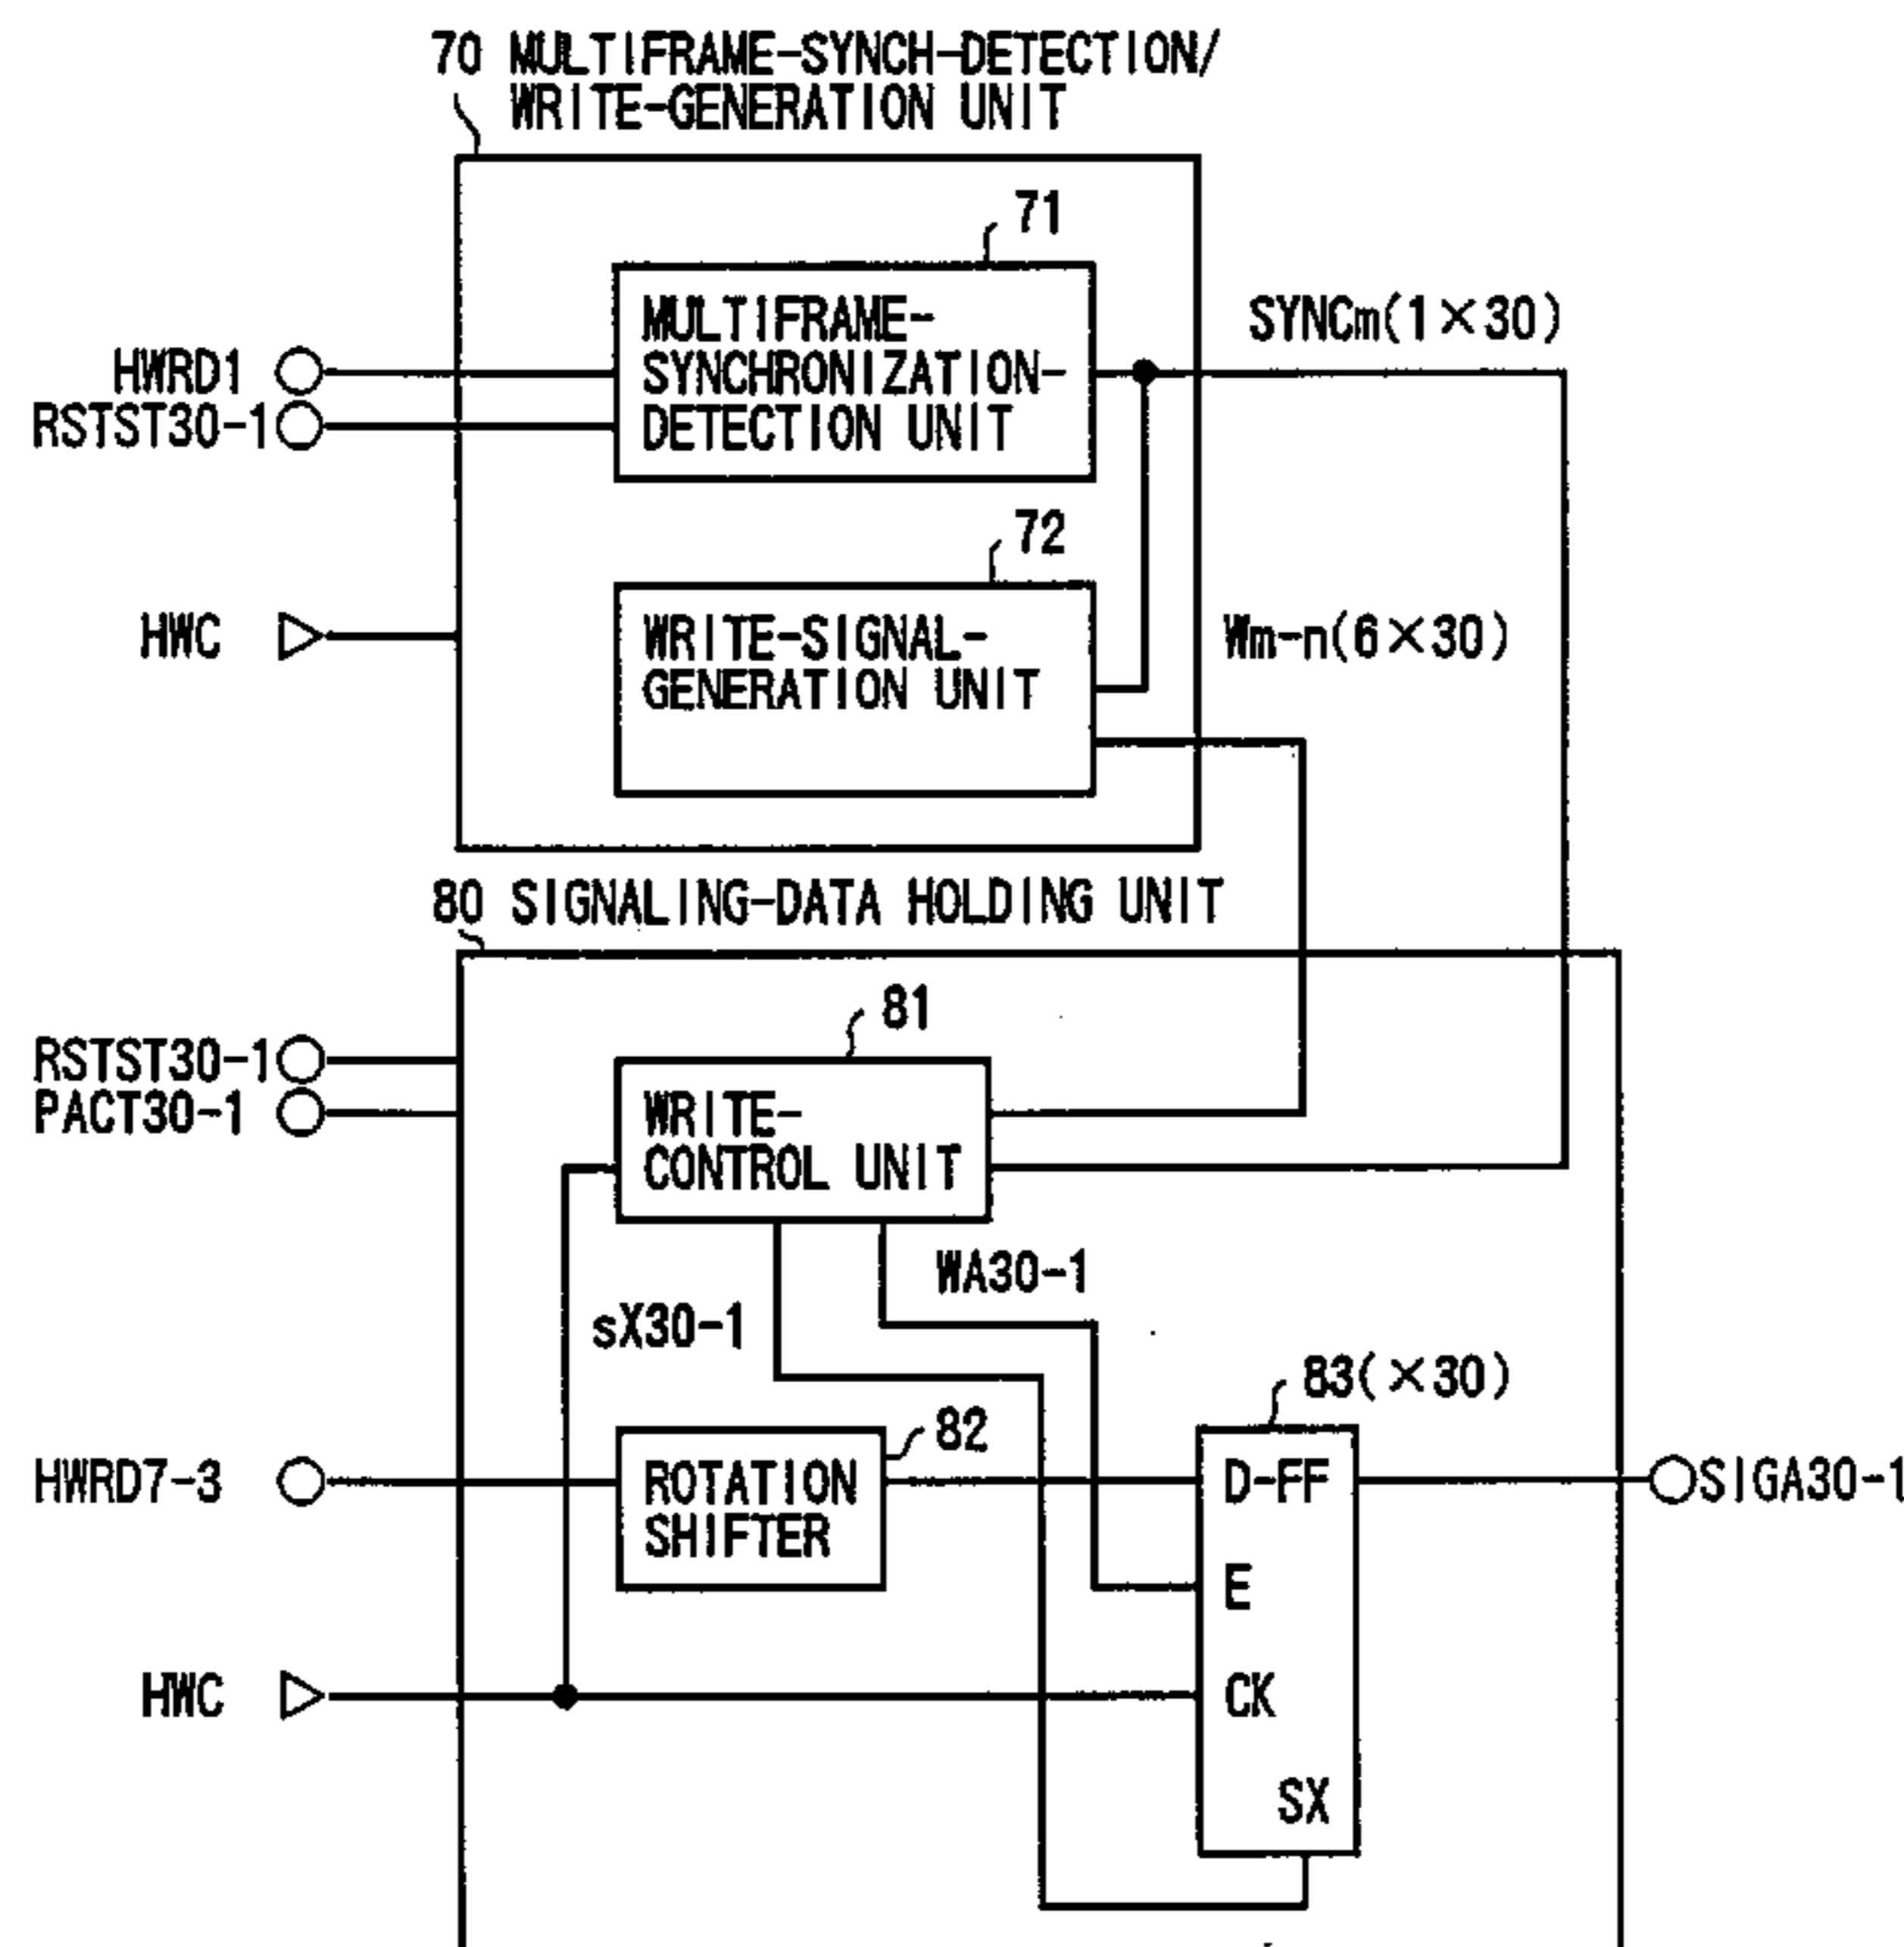 70 MULTIFRAME-SYNCH-DETECTION/
WRITE-GENERATION UNIT
71
MULTIFRAME-
SYNCHRONIZATION-
DETECTION UNIT
SYNCm(1×30)
HWRD1
RSTST30-1
72
HWC
WRITE-SIGNAL-
GENERATION UNIT
Wm-n(6×30)
80 SIGNALING-DATA HOLDING UNIT
81
RSTST30-1
PACT30-1
WRITE-
CONTROL UNIT
WA30-1
sX30-1
83(×30)
82
HWRD7-3
ROTATION
SHIFTER
D-FF
SIGA30-1
E
HWC
CK
SX